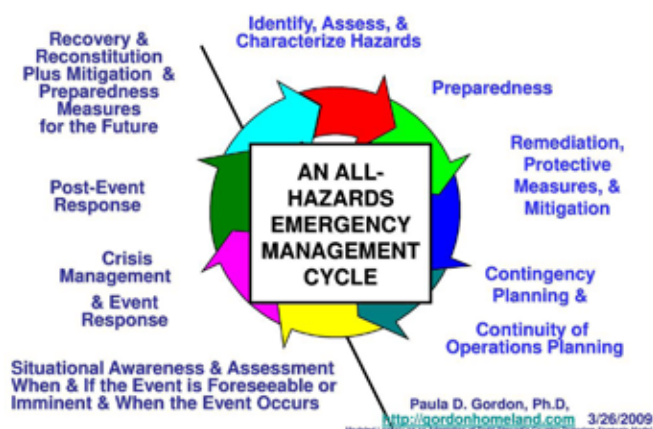 Identify, Assess, &
Characterize Hazards
Preparedness
Remediation,
Protective
Measures, &
Mitigation
Contingency
Planning &
Continuity of
Operations Planning
Situational Awareness & Assessment
When & If the Event is Foreseeable or
Imminent & When the Event Occurs
Crisis
Management
& Event
Response
Post-Event
Response
Recovery &
Reconstitution
Plus Mitigation &
Preparedness
Measures
for the Future
AN ALL-
HAZARDS
EMERGENCY
MANAGEMENT
CYCLE
Paula D. Gordon, Ph.D,
http://gordonhomeland.com 3/26/2009